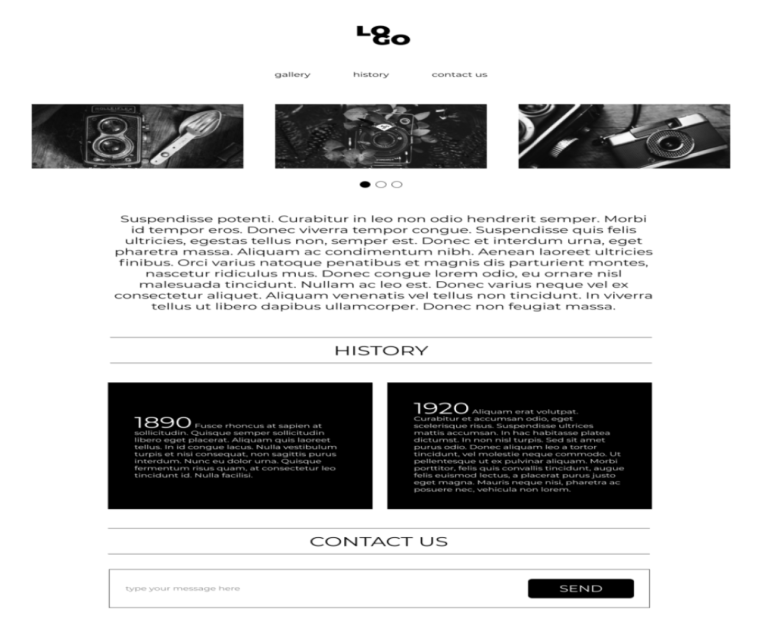 LO
GO
gallery history contact us
Suspendisse potenti. Curabitur in leo non odio hendrerit semper. Morbi
id tempor eros. Donec viverra tempor congue. Suspendisse quis felis
ultricies, egestas tellus non, semper est. Donec et interdum urna, eget
pharetra massa. Aliquam ac condimentum nibh. Aenean laoreet ultricies
finibus. Orci varius natoque penatibus et magnis dis parturient montes,
nascetur ridiculus mus. Donec congue lorem odio, eu ornare nisl
malesuada tincidunt. Nullam ac leo est. Donec varius neque vel ex
consectetur aliquet. Aliquam venenatis vel tellus non tincidunt. In viverra
tellus ut libero dapibus ullamcorper. Donec non feugiat massa.
HISTORY
1890 Fusce rhoncus at sapien at
sollicitudin. Quisque semper sollicitudin
libero eget placerat. Aliquam quis laoreet
tellus. In id congue lacus. Nulla vestibulum
turpis et nisi consequat, non sagittis purus
interdum. Nunc eu dolor urna. Quisque
fermentum risus quam, at consectetur leo
tincidunt id. Nulla facilisi.
1920 Aliquam erat volutpat.
Curabitur et accumsan odio, eget
scelerisque risus. Suspendisse ultrices
mattis accumsan. In hac habitasse platea
dictumst. In non nisl turpis. Sed sit amet
purus odio. Donec aliquam leo a tortor
tincidunt, vel molestie neque commodo. Ut
pellentesque ut ex pulvinar aliquam. Morbi
porttitor, felis quis convallis tincidunt, augue
felis euismod lectus, a placerat sapien erat
eget magna. Mauris neque nisi, pharetra ac
posuere nec, vehicula non lorem.
CONTACT US
type your message here
SEND